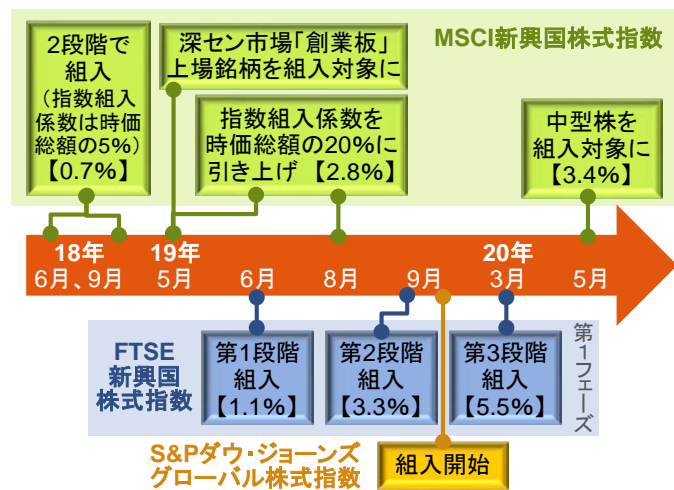 MSCI新興国株式指数
2段階で
組入
(指数組入
係数は時価
総額の5%)
【0.7%】
深セン市場「創業板」
上場銘柄を組入対象に
指数組入係数を
時価総額の20%に
引き上げ 【2.8%】
中型株を
組入対象に
【3.4%】
18年 19年 20年
6月、9月 5月 6月 8月 9月 3月 5月
FTSE
新興国
株式指数
第1段階
組入
【1.1%】
第2段階
組入
【3.3%】
第3段階
組入
【5.5%】
第1フェーズ
S&Pダウ・ジョーンズ
グローバル株式指数
組入開始